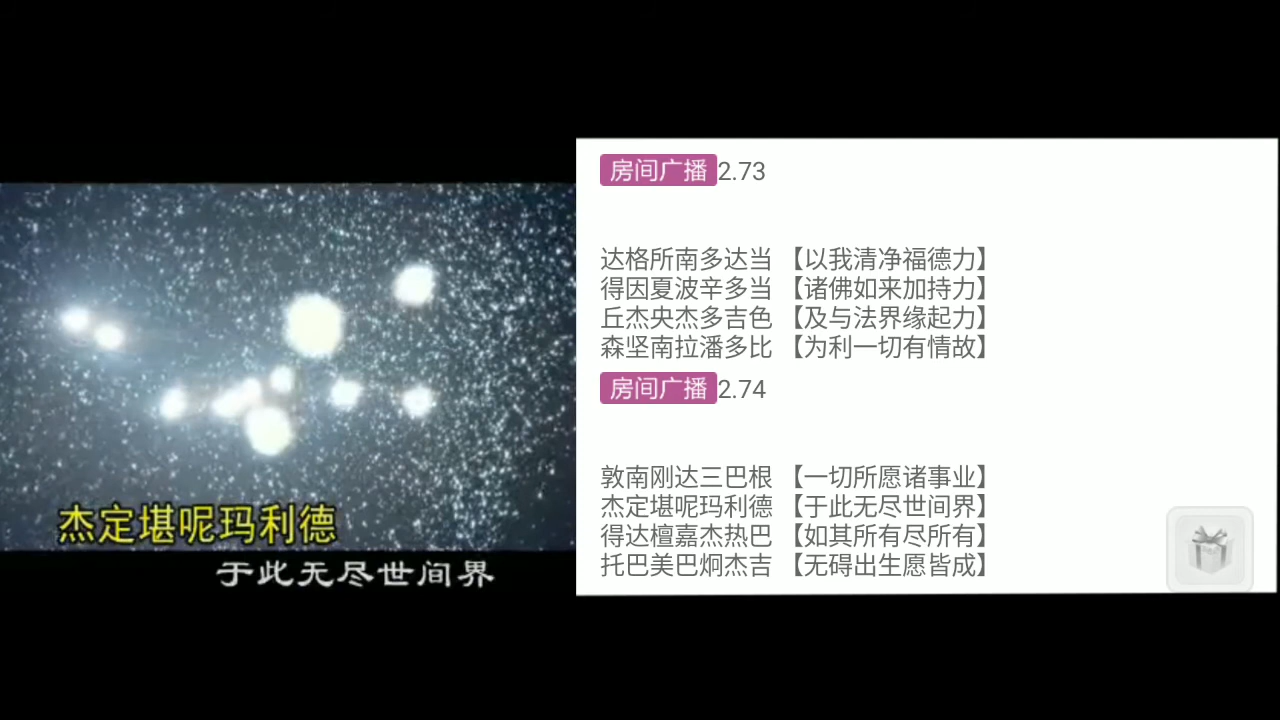 杰定堪呢玛利德
于此无尽世间界
房间广播 2.73
达格所南多达当 【以我清净福德力】
得因夏波辛多当 【诸佛如来加持力】
丘杰央杰多吉色 【及与法界缘起力】
森坚南拉潘多比 【为利一切有情故】
房间广播 2.74
敦南刚达三巴根 【一切所愿诸事业】
杰定堪呢玛利德 【于此无尽世间界】
得达檀嘉杰热巴 【如其所有尽所有】
托巴美巴炯杰吉 【无碍出生愿皆成】